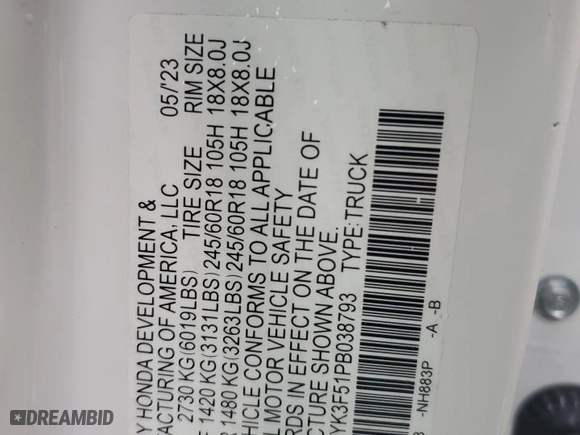 Y HONDA DEVELOPMENT &
ACTURING OF AMERICA, LLC 05/'23
2730 KG (6019LBS) TIRE SIZE RIM SIZE
F 1420 KG (3131LBS) 245/60R18 105H 18X8.0J
R 1480 KG (3263LBS) 245/60R18 105H 18X8.0J
HICLE CONFORMS TO ALL APPLICABLE
L MOTOR VEHICLE SAFETY
RDS IN EFFECT ON THE DATE OF
CTURE SHOWN ABOVE.
YK3F51PB038793 TYPE: TRUCK
-NH883P -A -B
DREAMBID